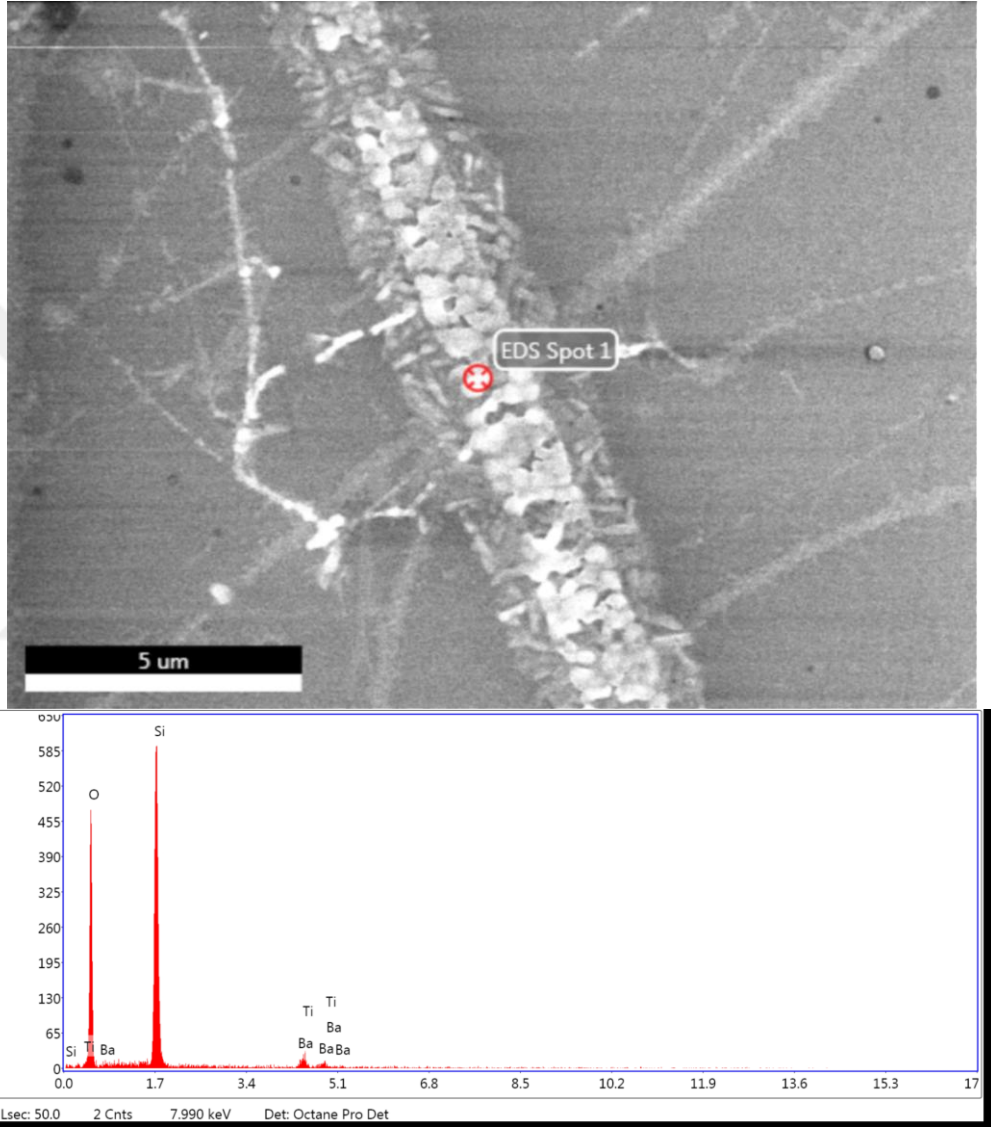 EDS Spot 1
5 um
650
585
520
455
390
325
260
195
130
65
0
Si
O
Si
Ti
Ba
Ti
Ba
Ti
Ba
Ba
Ba
0.0 1.7 3.4 5.1 6.8 8.5 10.2 11.9 13.6 15.3 17
Lsec: 50.0 2 Cnts 7.990 keV Det: Octane Pro Det